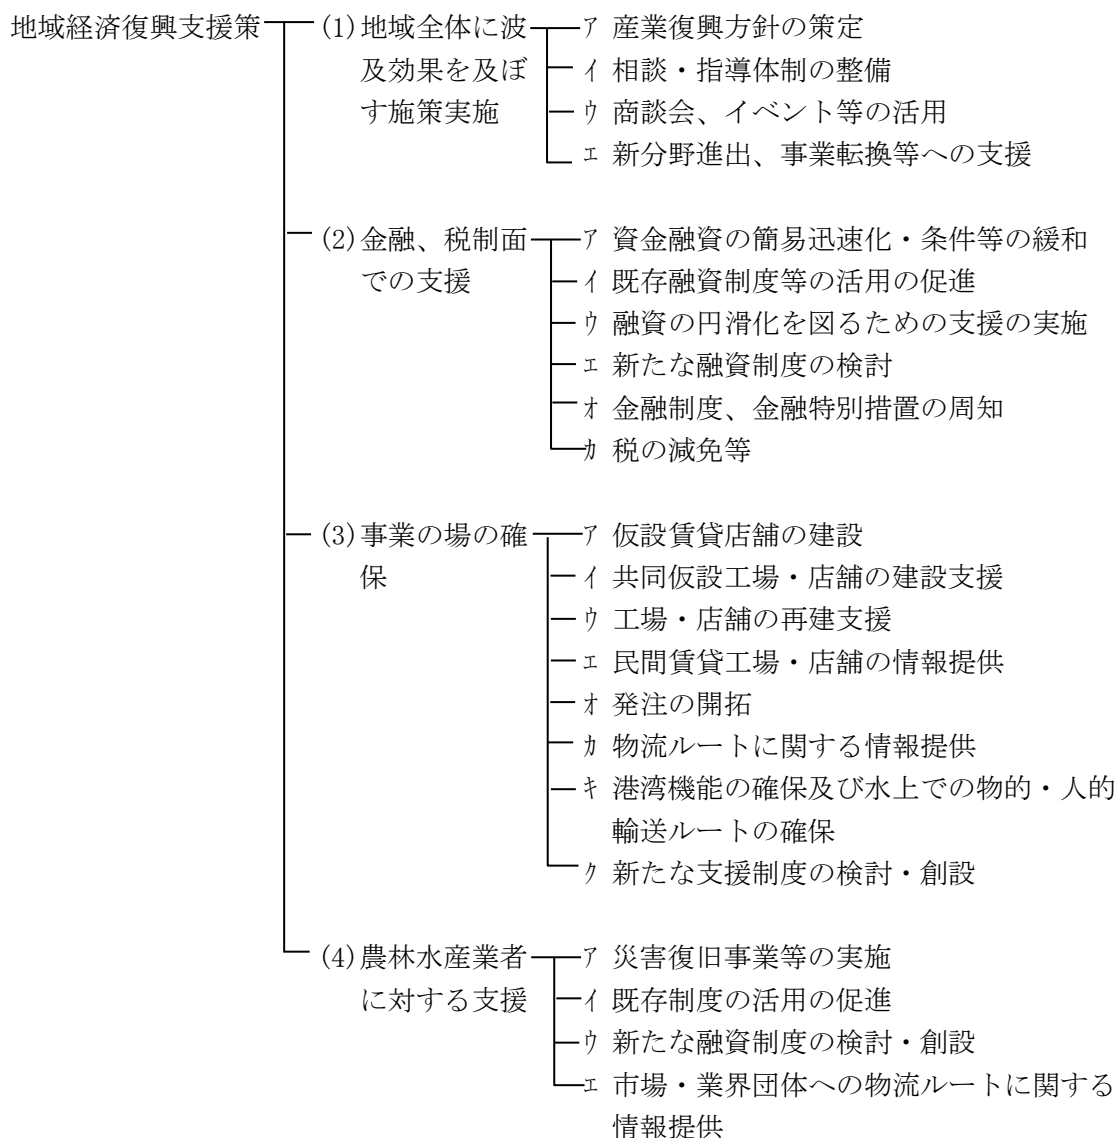 地域経済復興支援策 (1)地域全体に波 ｱ 産業復興方針の策定
及効果を及ぼ ｲ 相談・指導体制の整備
す施策実施 ｳ 商談会、イベント等の活用
ｴ 新分野進出、事業転換等への支援
(2)金融、税制面 ｱ 資金融資の簡易迅速化・条件等の緩和
での支援 ｲ 既存融資制度等の活用の促進
ｳ 融資の円滑化を図るための支援の実施
ｴ 新たな融資制度の検討
ｵ 金融制度、金融特別措置の周知
ｶ 税の減免等
(3)事業の場の確 ｱ 仮設賃貸店舗の建設
保 ｲ 共同仮設工場・店舗の建設支援
ｳ 工場・店舗の再建支援
ｴ 民間賃貸工場・店舗の情報提供
ｵ 発注の開拓
ｶ 物流ルートに関する情報提供
ｷ 港湾機能の確保及び水上での物的・人的
輸送ルートの確保
ｸ 新たな支援制度の検討・創設
(4)農林水産業者 ｱ 災害復旧事業等の実施
に対する支援 ｲ 既存制度の活用の促進
ｳ 新たな融資制度の検討・創設
ｴ 市場・業界団体への物流ルートに関する
情報提供